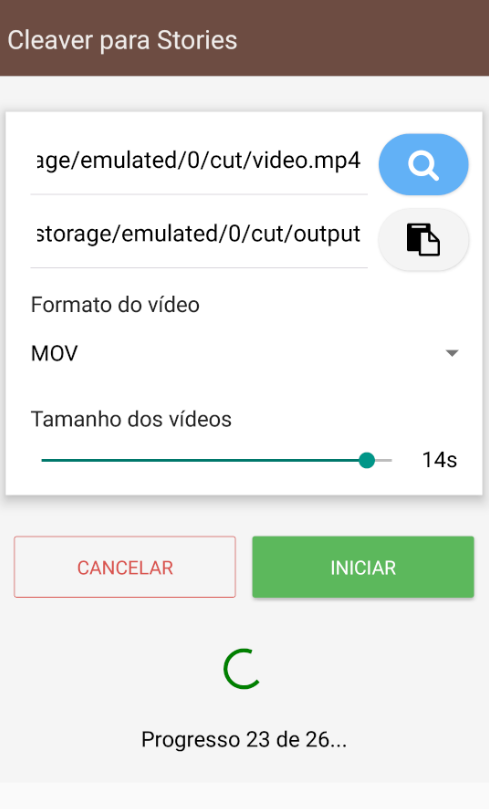 Cleaver para Stories
age/emulated/0/cut/video.mp4
storage/emulated/0/cut/output
Formato do vídeo
MOV
Tamanho dos vídeos
14s
CANCELAR
INICIAR
Progresso 23 de 26...